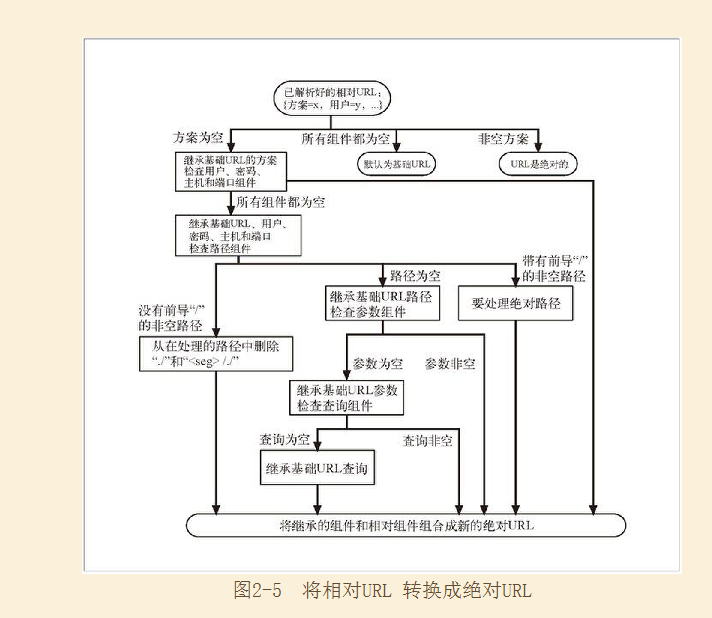 已解析好的相对URL:
{方案=x，用户=y，...}
方案为空
所有组件都为空
非空方案
继承基础URL的方案
检查用户、密码、
主机和端口组件
默认为基础URL
URL是绝对的
所有组件都为空
继承基础URL、用户、
密码、主机和端口
检查路径组件
没有前导“/”
的非空路径
路径为空
带有前导“/”
的非空路径
继承基础URL路径
检查参数组件
要处理绝对路径
从在处理的路径中删除
“./”和“<seg> /./”
参数为空
参数非空
继承基础URL参数
检查查询组件
查询为空
查询非空
继承基础URL查询
将继承的组件和相对组件组合成新的绝对URL
图2-5 将相对URL 转换成绝对URL